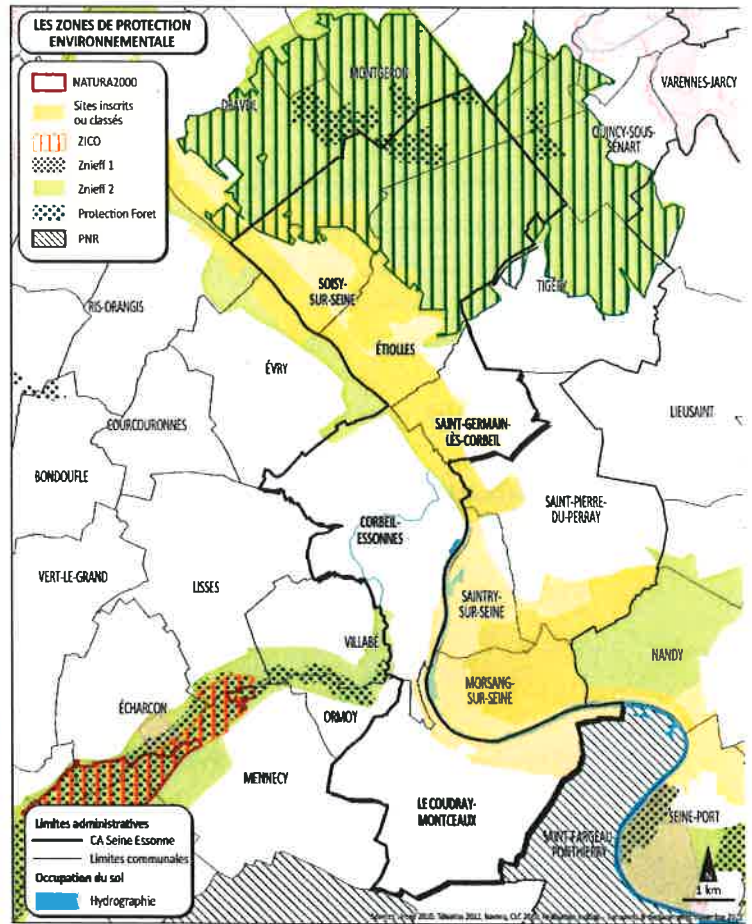 LES ZONES DE PROTECTION
ENVIRONNEMENTALE
NATURA2000
Sites inscrits
ou classés
ZICO
Znieff 1
Znieff 2
Protection Foret
PNR
MONTGERON
DRAVEIL
VARENNES-JARCY
QUINCY-SOUS-
SÉNART
SOISY-
SUR-SEINE
TIGERY
RIS-ORANGIS
ÉTIOLLES
ÉVRY
LIEUSAINT
COURCOURONNES
SAINT-GERMAIN-
LÈS-CORBEIL
BONDOUFLE
SAINT-PIERRE-
DU-PERRAY
CORBEIL-
ESSONNES
VERT-LE-GRAND
LISSES
SAINTRY-
SUR-SEINE
VILLABÉ
NANDY
MORSANG-
SUR-SEINE
ÉCHARCON
ORMOY
MENNECY
LE COUDRAY-
MONTCEAUX
SEINE-PORT
SAINT-FARGEAU-
PONTHIERRY
Limites administratives
CA Seine Essonne
Limites communales
Occupation du sol
Hydrographie
N
1 km